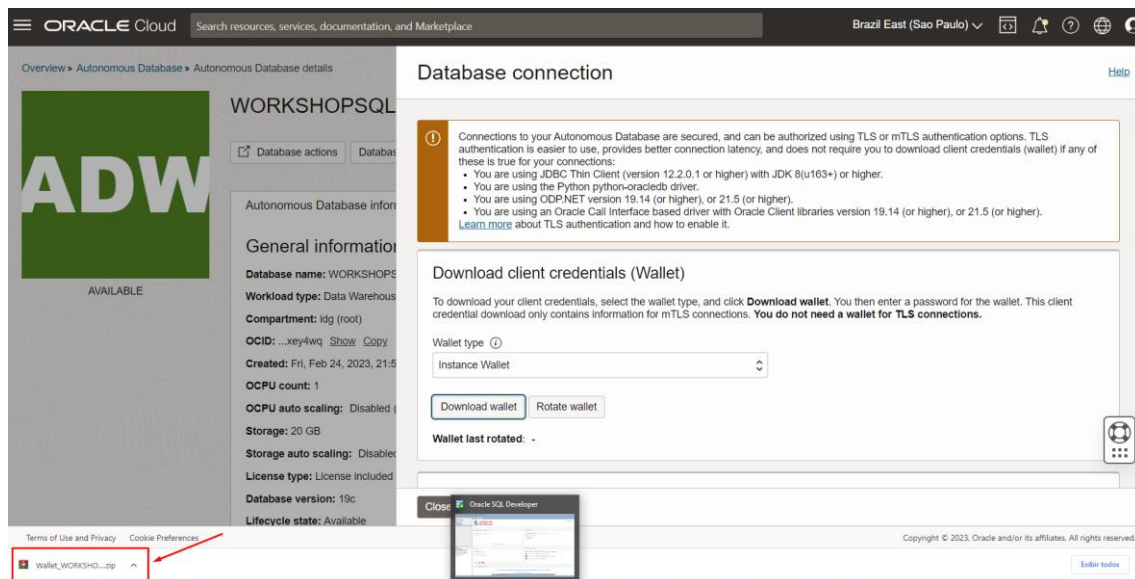 ORACLE Cloud
Search resources, services, documentation, and Marketplace
Brazil East (Sao Paulo)
Overview » Autonomous Database » Autonomous Database details
ADW
AVAILABLE
WORKSHOPSQL
Database actions
Autonomous Database
General information
Database name: WORKSHOPS
Workload type: Data Warehous
Compartment: idg (root)
OCID: ...xey4wq Show Copy
Created: Fri, Feb 24, 2023, 21:5
OCPU count: 1
OCPU auto scaling: Disabled
Storage: 20 GB
Storage auto scaling: Disabled
License type: License included
Database version: 19c
Lifecycle state: Available
Database connection
Help
Connections to your Autonomous Database are secured, and can be authorized using TLS or mTLS authentication options. TLS
authentication is easier to use, provides better connection latency, and does not require you to download client credentials (wallet) if any of
these is true for your connections:
• You are using JDBC Thin Client (version 12.2.0.1 or higher) with JDK 8(u163+) or higher.
• You are using the Python python-oracledb driver.
• You are using ODP.NET version 19.14 (or higher), or 21.5 (or higher).
• You are using an Oracle Call Interface based driver with Oracle Client libraries version 19.14 (or higher), or 21.5 (or higher).
Learn more about TLS authentication and how to enable it.
Download client credentials (Wallet)
To download your client credentials, select the wallet type, and click Download wallet. You then enter a password for the wallet. This client
credential download only contains information for mTLS connections. You do not need a wallet for TLS connections.
Wallet type
Instance Wallet
Download wallet
Rotate wallet
Wallet last rotated: -
Close
Oracle SQL Developer
Terms of Use and Privacy
Cookie Preferences
Copyright © 2023, Oracle and/or its affiliates. All rights reserved.
Wallet_WORKSHO....zip
Exibir todos